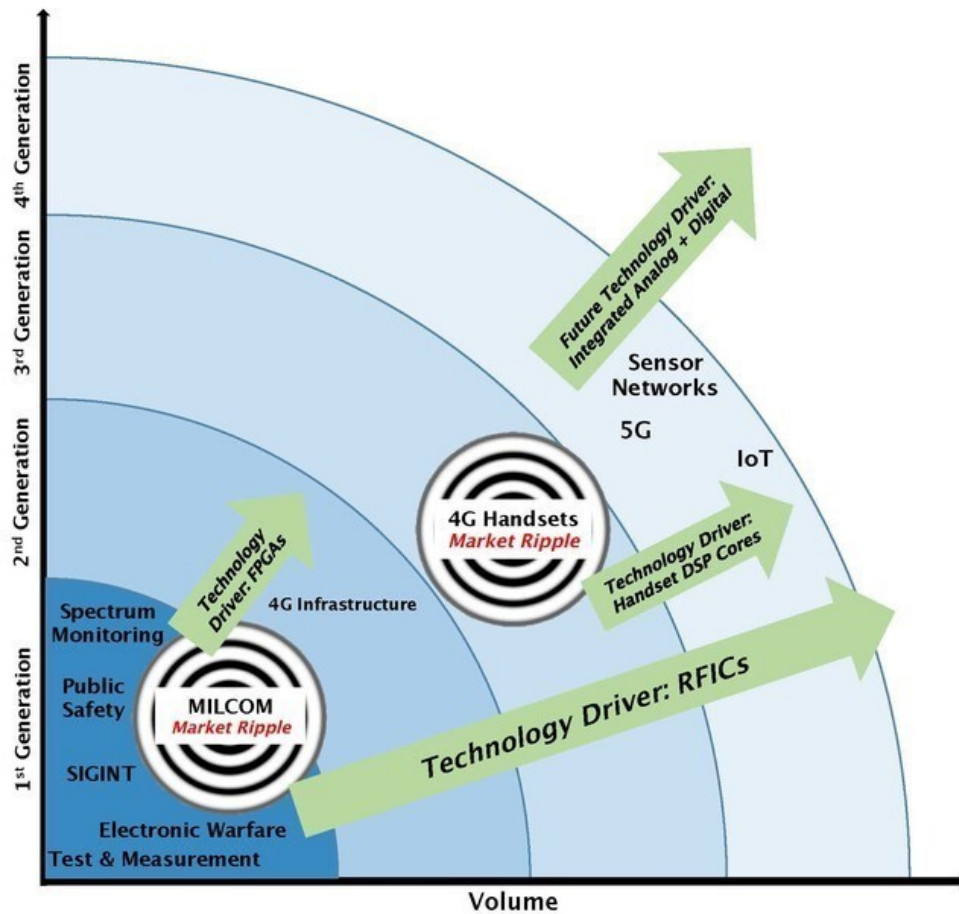 4th Generation
3rd Generation
2nd Generation
1st Generation
Future Technology Driver:
Integrated Analog + Digital
Sensor
Networks
5G
IoT
4G Handsets
Market Ripple
Technology Driver:
Handset DSP Cores
Technology
Driver: FPGAs
4G Infrastructure
Spectrum
Monitoring
Public
Safety
MILCOM
Market Ripple
SIGINT
Technology Driver: RFICs
Electronic Warfare
Test & Measurement
Volume